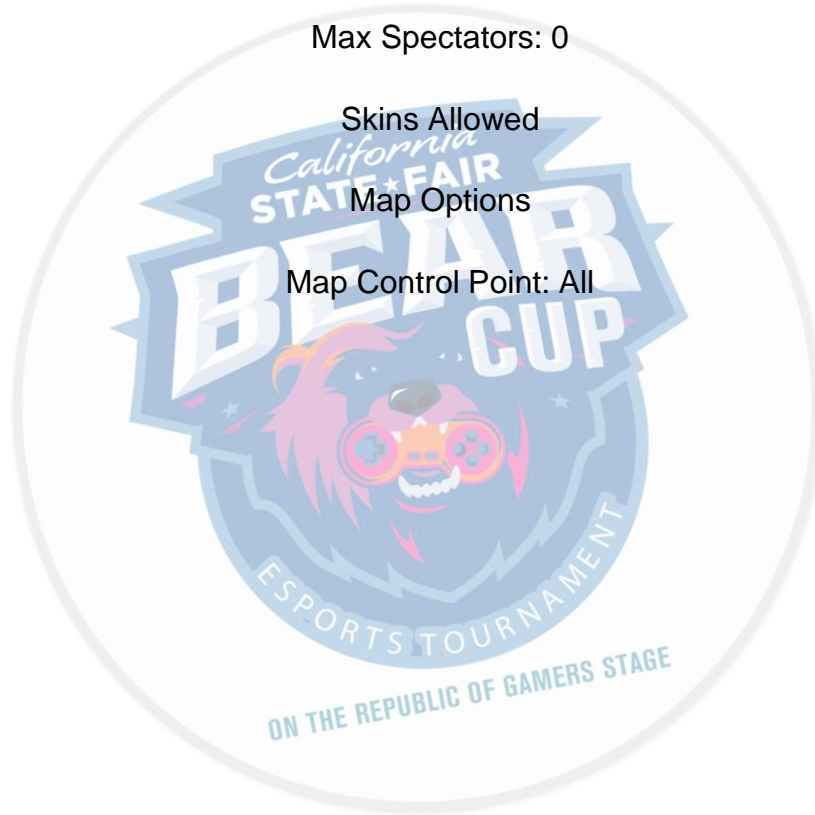 Max Spectators: 0
Skins Allowed
California
STATE★FAIR
Map Options
BEAR
Map Control Point: All
CUP
ESPORTS TOURNAMENT
ON THE REPUBLIC OF GAMERS STAGE